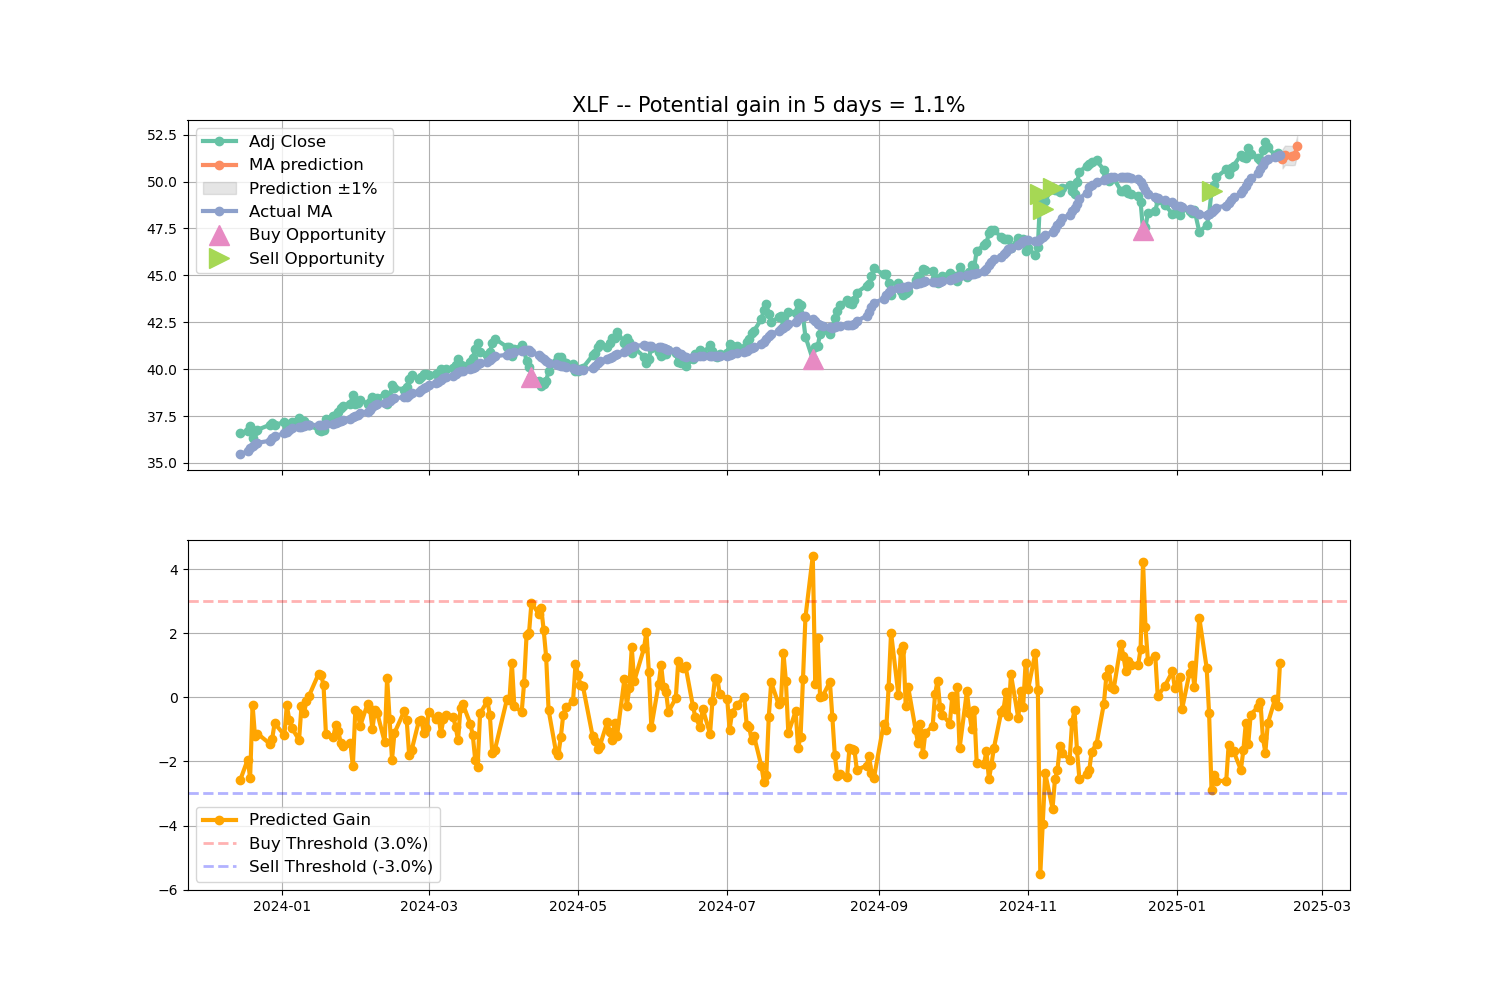 XLF -- Potential gain in 5 days = 1.1%
52.5
50.0
47.5
45.0
42.5
40.0
37.5
35.0
Adj Close
MA prediction
Prediction ±1%
Actual MA
Buy Opportunity
Sell Opportunity
4
2
0
−2
−4
−6
Predicted Gain
Buy Threshold (3.0%)
Sell Threshold (-3.0%)
2024-01 2024-03 2024-05 2024-07 2024-09 2024-11 2025-01 2025-03